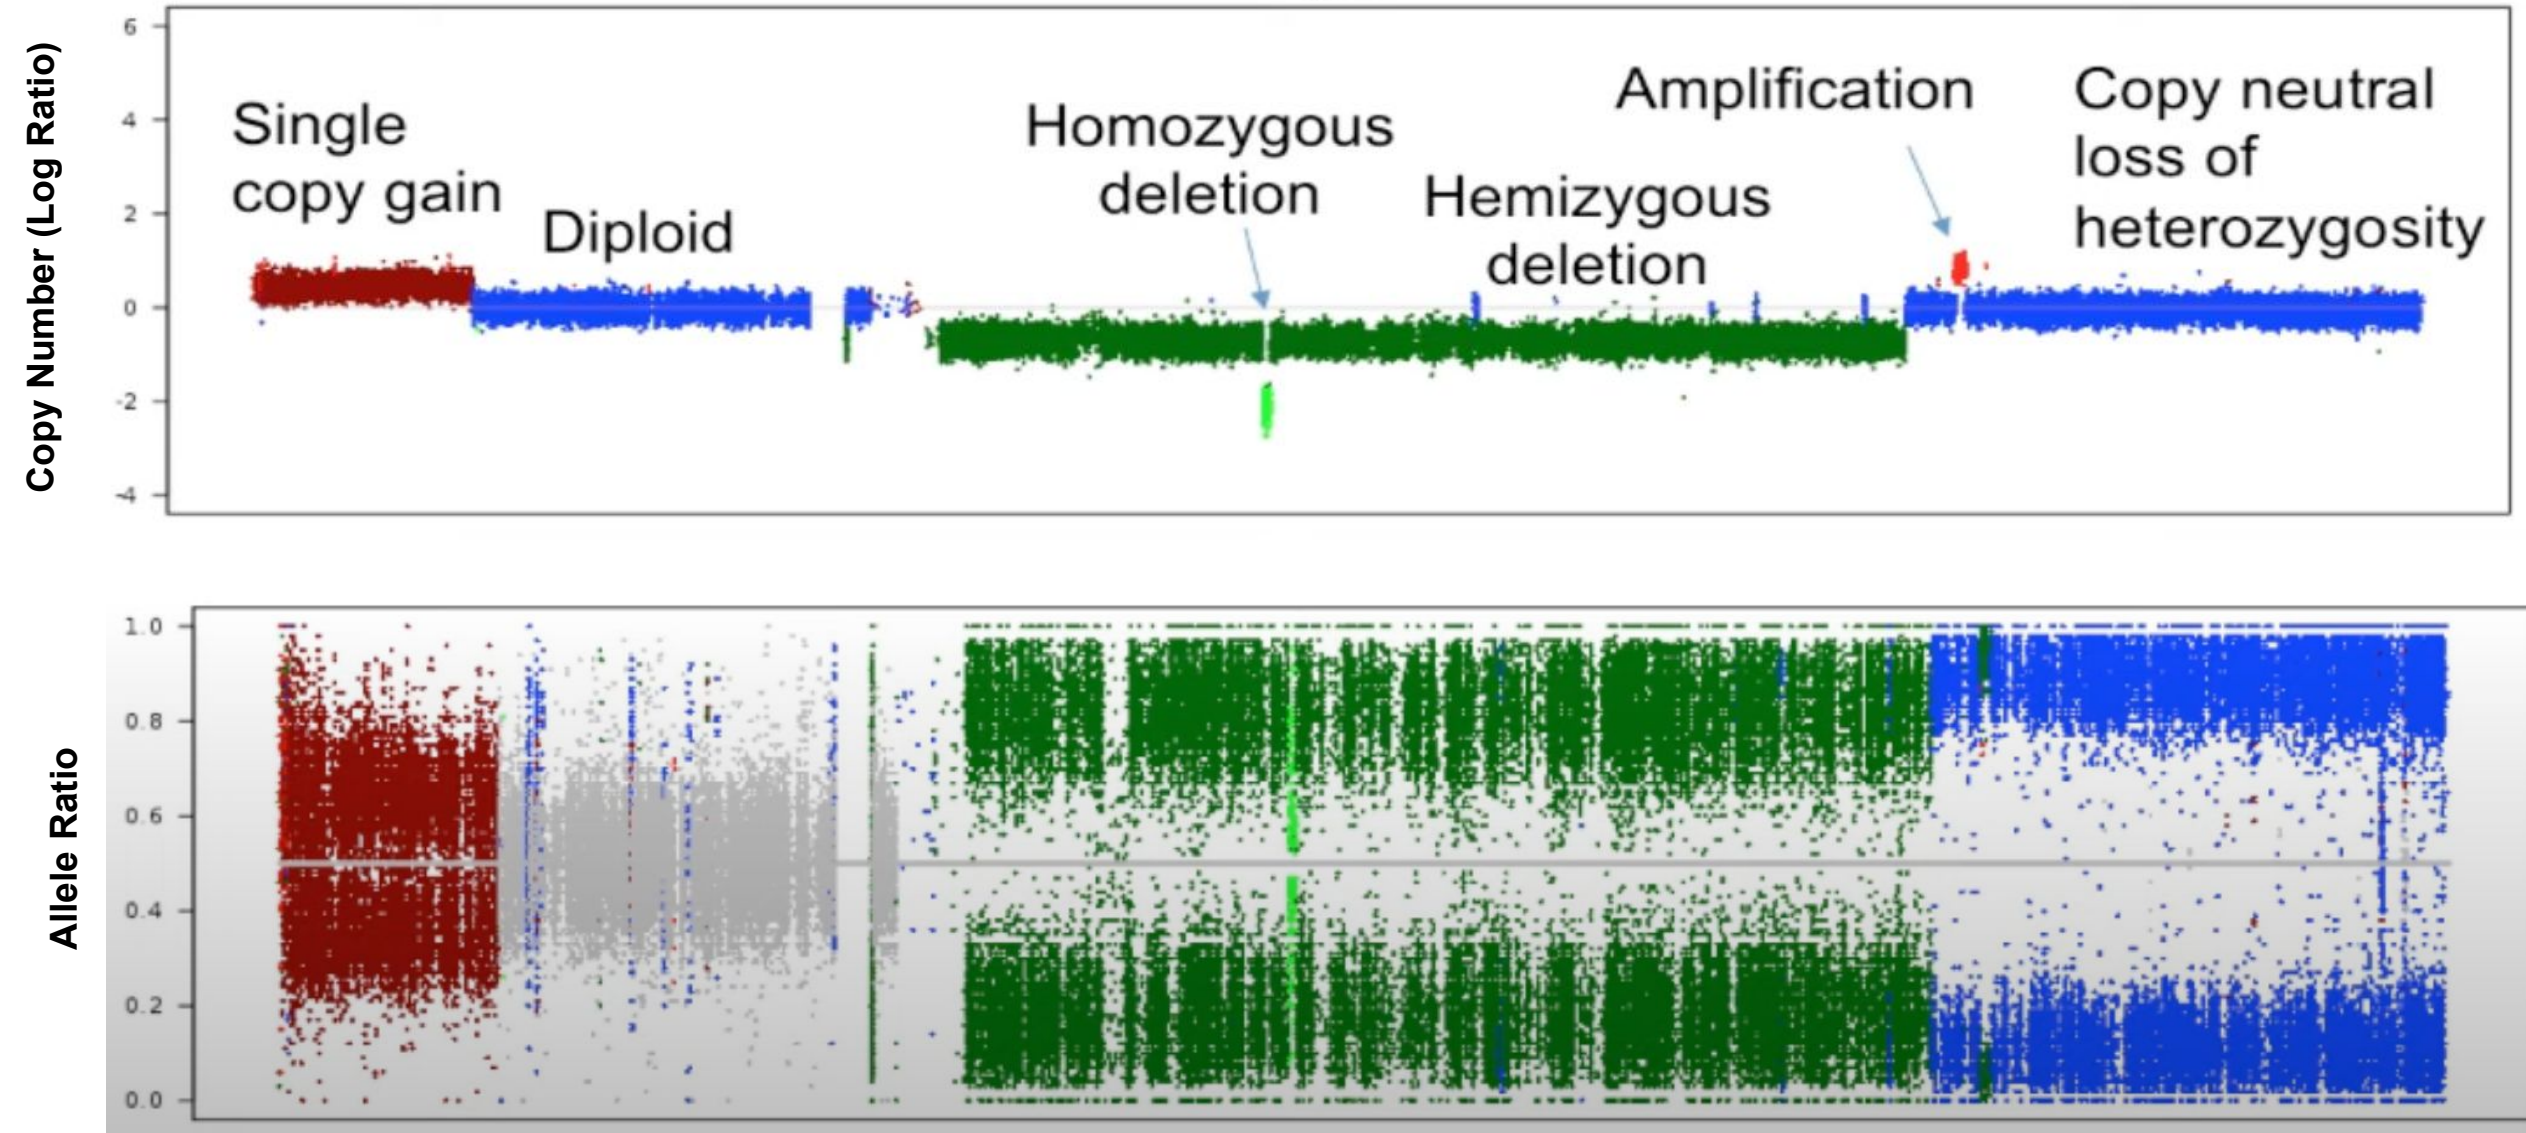 Copy Number (Log Ratio)
6
4
2
0
-2
-4
Single
copy gain
Diploid
Homozygous
deletion
Hemizygous
deletion
Amplification
Copy neutral
loss of
heterozygosity
Allele Ratio
1.0
0.8
0.6
0.4
0.2
0.0